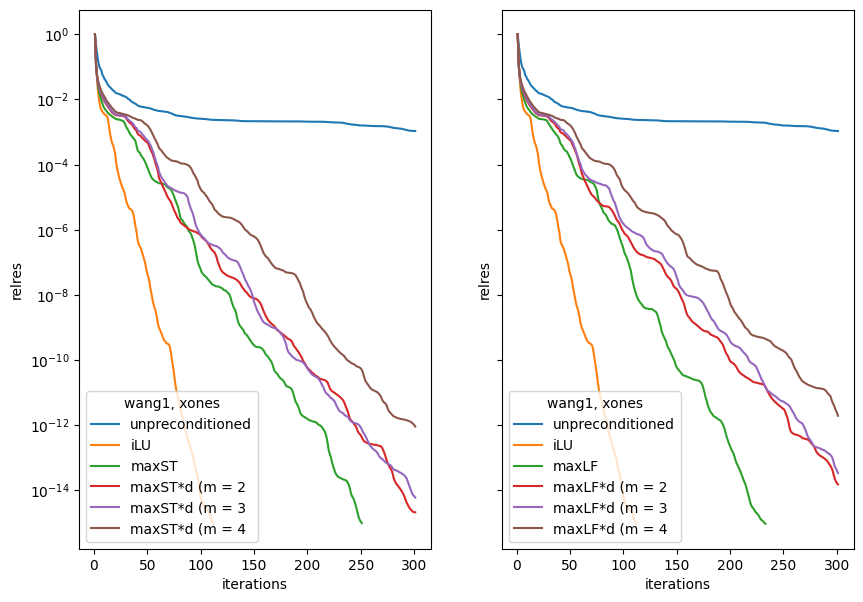 10^0
10^-2
10^-4
10^-6
10^-8
10^-10
10^-12
10^-14
relres
0 50 100 150 200 250 300
iterations
wang1, xones
unpreconditioned
iLU
maxST
maxST*d (m = 2
maxST*d (m = 3
maxST*d (m = 4
relres
0 50 100 150 200 250 300
iterations
wang1, xones
unpreconditioned
iLU
maxLF
maxLF*d (m = 2
maxLF*d (m = 3
maxLF*d (m = 4